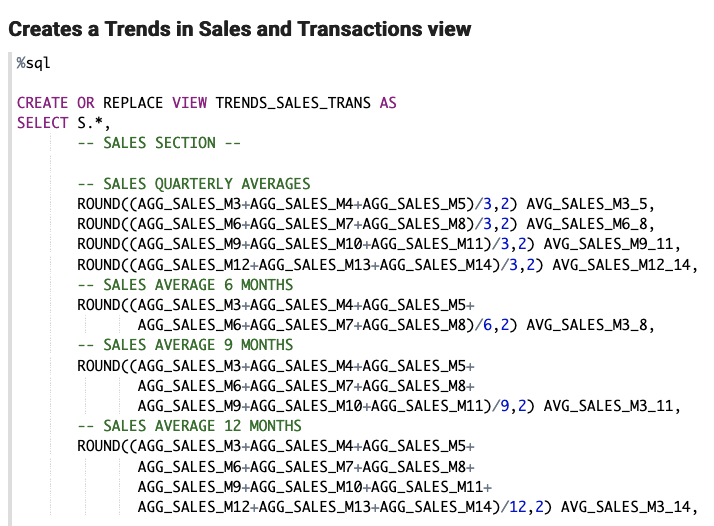 Creates a Trends in Sales and Transactions view
%sql
CREATE OR REPLACE VIEW TRENDS_SALES_TRANS AS
SELECT S.*,
-- SALES SECTION --
-- SALES QUARTERLY AVERAGES
ROUND((AGG_SALES_M3+AGG_SALES_M4+AGG_SALES_M5)/3,2) AVG_SALES_M3_5,
ROUND((AGG_SALES_M6+AGG_SALES_M7+AGG_SALES_M8)/3,2) AVG_SALES_M6_8,
ROUND((AGG_SALES_M9+AGG_SALES_M10+AGG_SALES_M11)/3,2) AVG_SALES_M9_11,
ROUND((AGG_SALES_M12+AGG_SALES_M13+AGG_SALES_M14)/3,2) AVG_SALES_M12_14,
-- SALES AVERAGE 6 MONTHS
ROUND((AGG_SALES_M3+AGG_SALES_M4+AGG_SALES_M5+
AGG_SALES_M6+AGG_SALES_M7+AGG_SALES_M8)/6,2) AVG_SALES_M3_8,
-- SALES AVERAGE 9 MONTHS
ROUND((AGG_SALES_M3+AGG_SALES_M4+AGG_SALES_M5+
AGG_SALES_M6+AGG_SALES_M7+AGG_SALES_M8+
AGG_SALES_M9+AGG_SALES_M10+AGG_SALES_M11)/9,2) AVG_SALES_M3_11,
-- SALES AVERAGE 12 MONTHS
ROUND((AGG_SALES_M3+AGG_SALES_M4+AGG_SALES_M5+
AGG_SALES_M6+AGG_SALES_M7+AGG_SALES_M8+
AGG_SALES_M9+AGG_SALES_M10+AGG_SALES_M11+
AGG_SALES_M12+AGG_SALES_M13+AGG_SALES_M14)/12,2) AVG_SALES_M3_14,